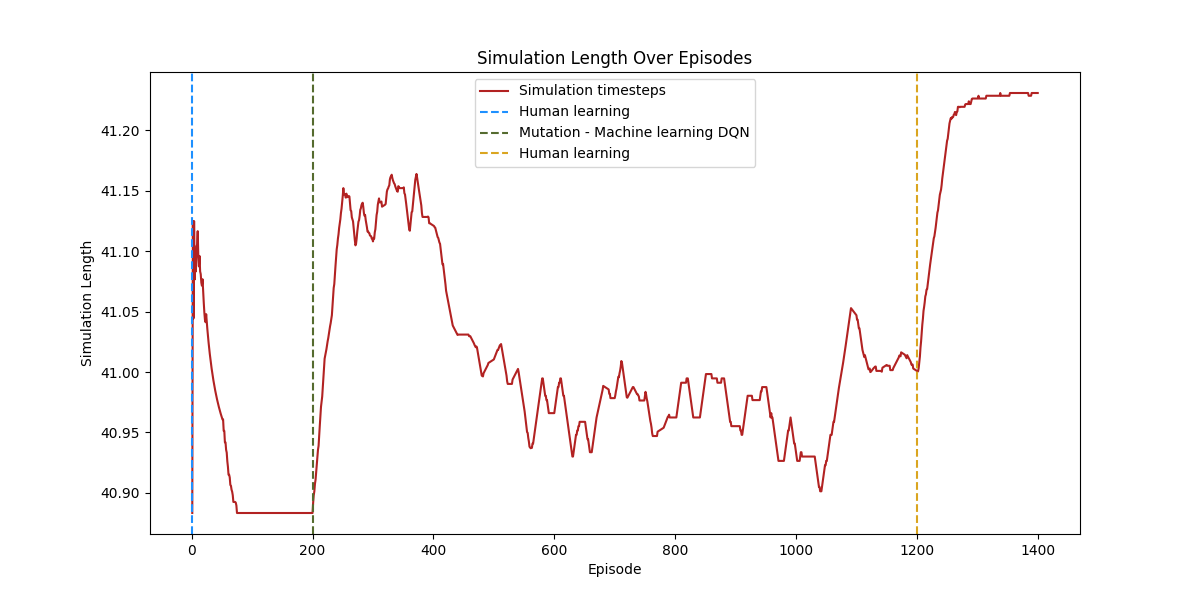 Simulation Length Over Episodes
Simulation timesteps
Human learning
Mutation - Machine learning DQN
Human learning
Simulation Length
41.20
41.15
41.10
41.05
41.00
40.95
40.90
0 200 400 600 800 1000 1200 1400
Episode